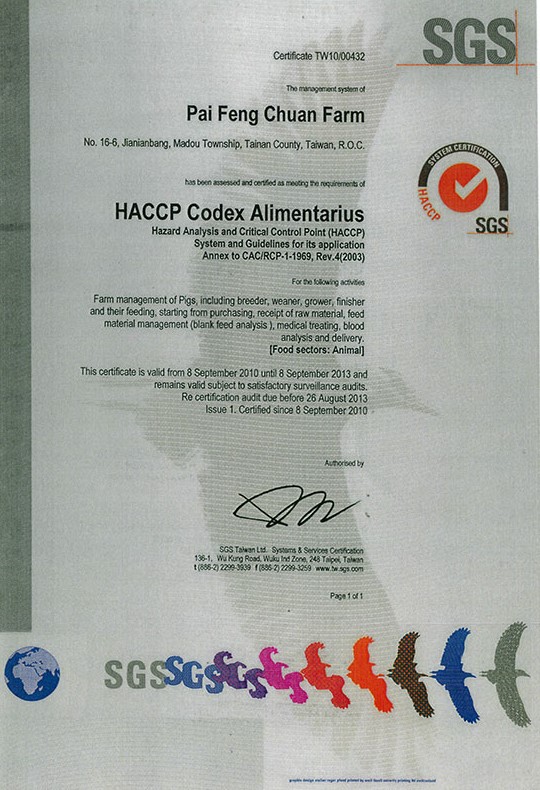 SGS
Certificate TW10/00432
The management system of
Pai Feng Chuan Farm
No. 16-6, Jianianbang, Madou Township, Tainan County, Taiwan, R.O.C.
SYSTEM CERTIFICATION
HACCP
SGS
has been assessed and certified as meeting the requirements of
HACCP Codex Alimentarius
Hazard Analysis and Critical Control Point (HACCP)
System and Guidelines for its application
Annex to CAC/RCP-1-1969, Rev.4(2003)
For the following activities
Farm management of Pigs, including breeder, weaner, grower, finisher
and their feeding, starting from purchasing, receipt of raw material, feed
material management (blank feed analysis ), medical treating, blood
analysis and delivery.
[Food sectors: Animal]
This certificate is valid from 8 September 2010 until 8 September 2013 and
remains valid subject to satisfactory surveillance audits.
Re certification audit due before 26 August 2013
Issue 1. Certified since 8 September 2010
Authorised by
SGS Taiwan Ltd. Systems & Services Certification
136-1, Wu Kung Road, Wuku Ind Zone, 248 Taipei, Taiwan
t (886-2) 2299-3939 f (886-2) 2299-3259 www.tw.sgs.com
Page 1 of 1
SGS SGS SGS